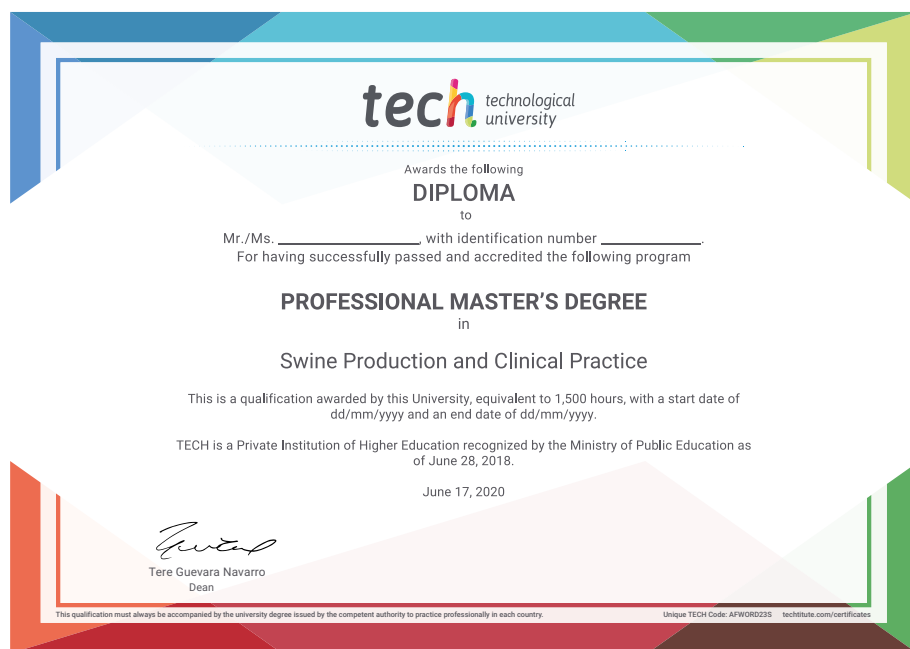 tech technological
university
Awards the following
DIPLOMA
to
Mr./Ms. ________________, with identification number ____________.
For having successfully passed and accredited the following program
PROFESSIONAL MASTER'S DEGREE
in
Swine Production and Clinical Practice
This is a qualification awarded by this University, equivalent to 1,500 hours, with a start date of
dd/mm/yyyy and an end date of dd/mm/yyyy.
TECH is a Private Institution of Higher Education recognized by the Ministry of Public Education as
of June 28, 2018.
June 17, 2020
Tere Guevara Navarro
Dean
This qualification must always be accompanied by the university degree issued by the competent authority to practice professionally in each country.
Unique TECH Code: AFWORD23S techtitute.com/certificates